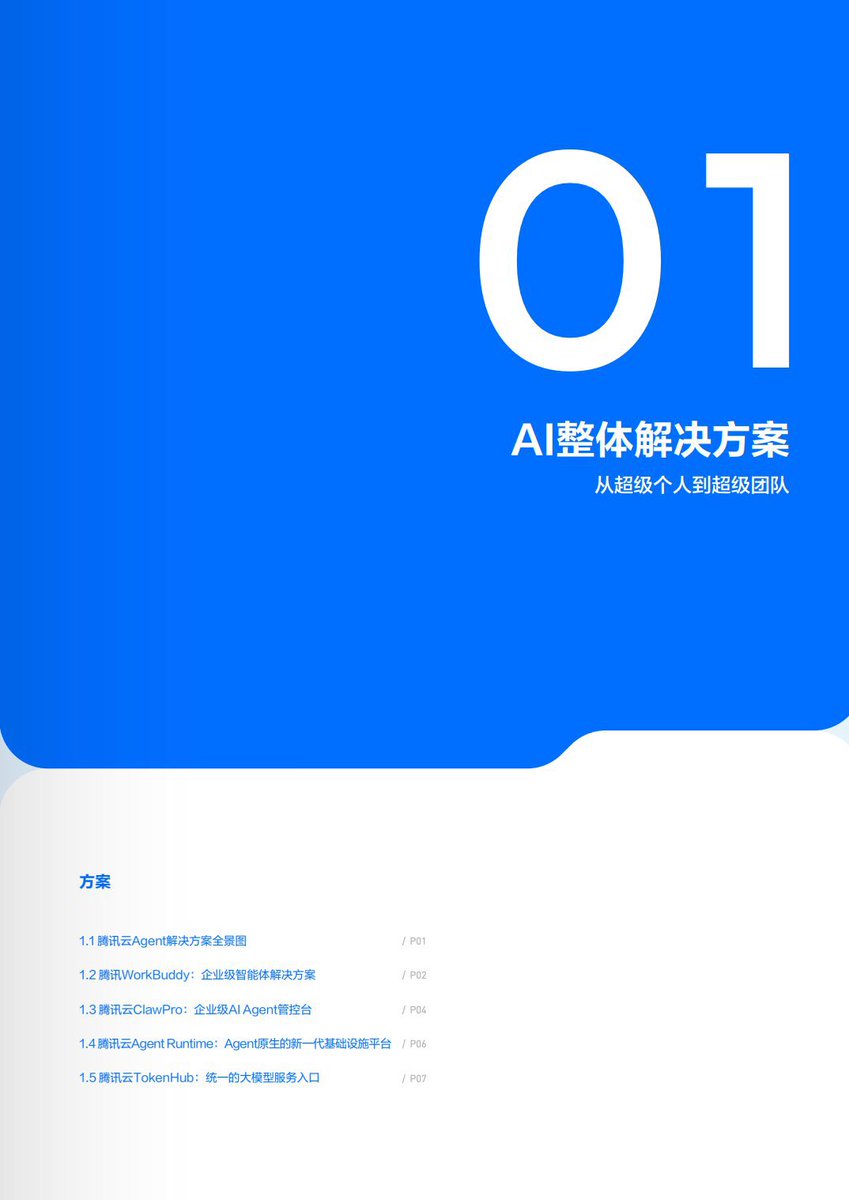 01
AI整体解决方案
从超级个人到超级团队
方案
1.1 腾讯云Agent解决方案全景图 / P01
1.2 腾讯WorkBuddy：企业级智能体解决方案 / P02
1.3 腾讯云ClawPro：企业级AI Agent管控台 / P04
1.4 腾讯云Agent Runtime：Agent原生的新一代基础设施平台 / P06
1.5 腾讯云TokenHub：统一的大模型服务入口 / P07